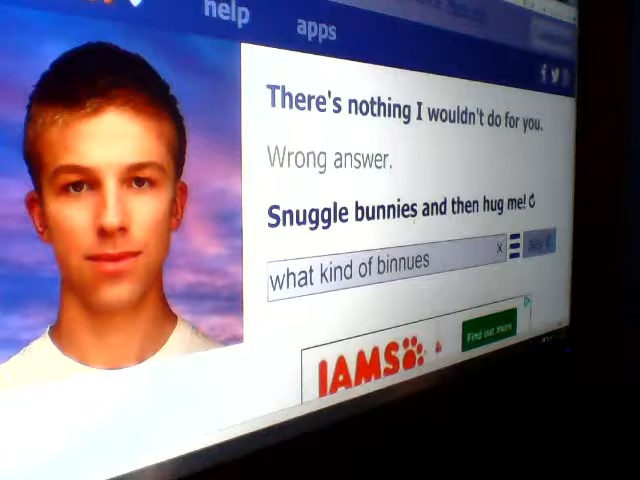 help
apps
There's nothing I wouldn't do for you.
Wrong answer.
Snuggle bunnies and then hug me!
what kind of binnues
x
IAMS
Find out more